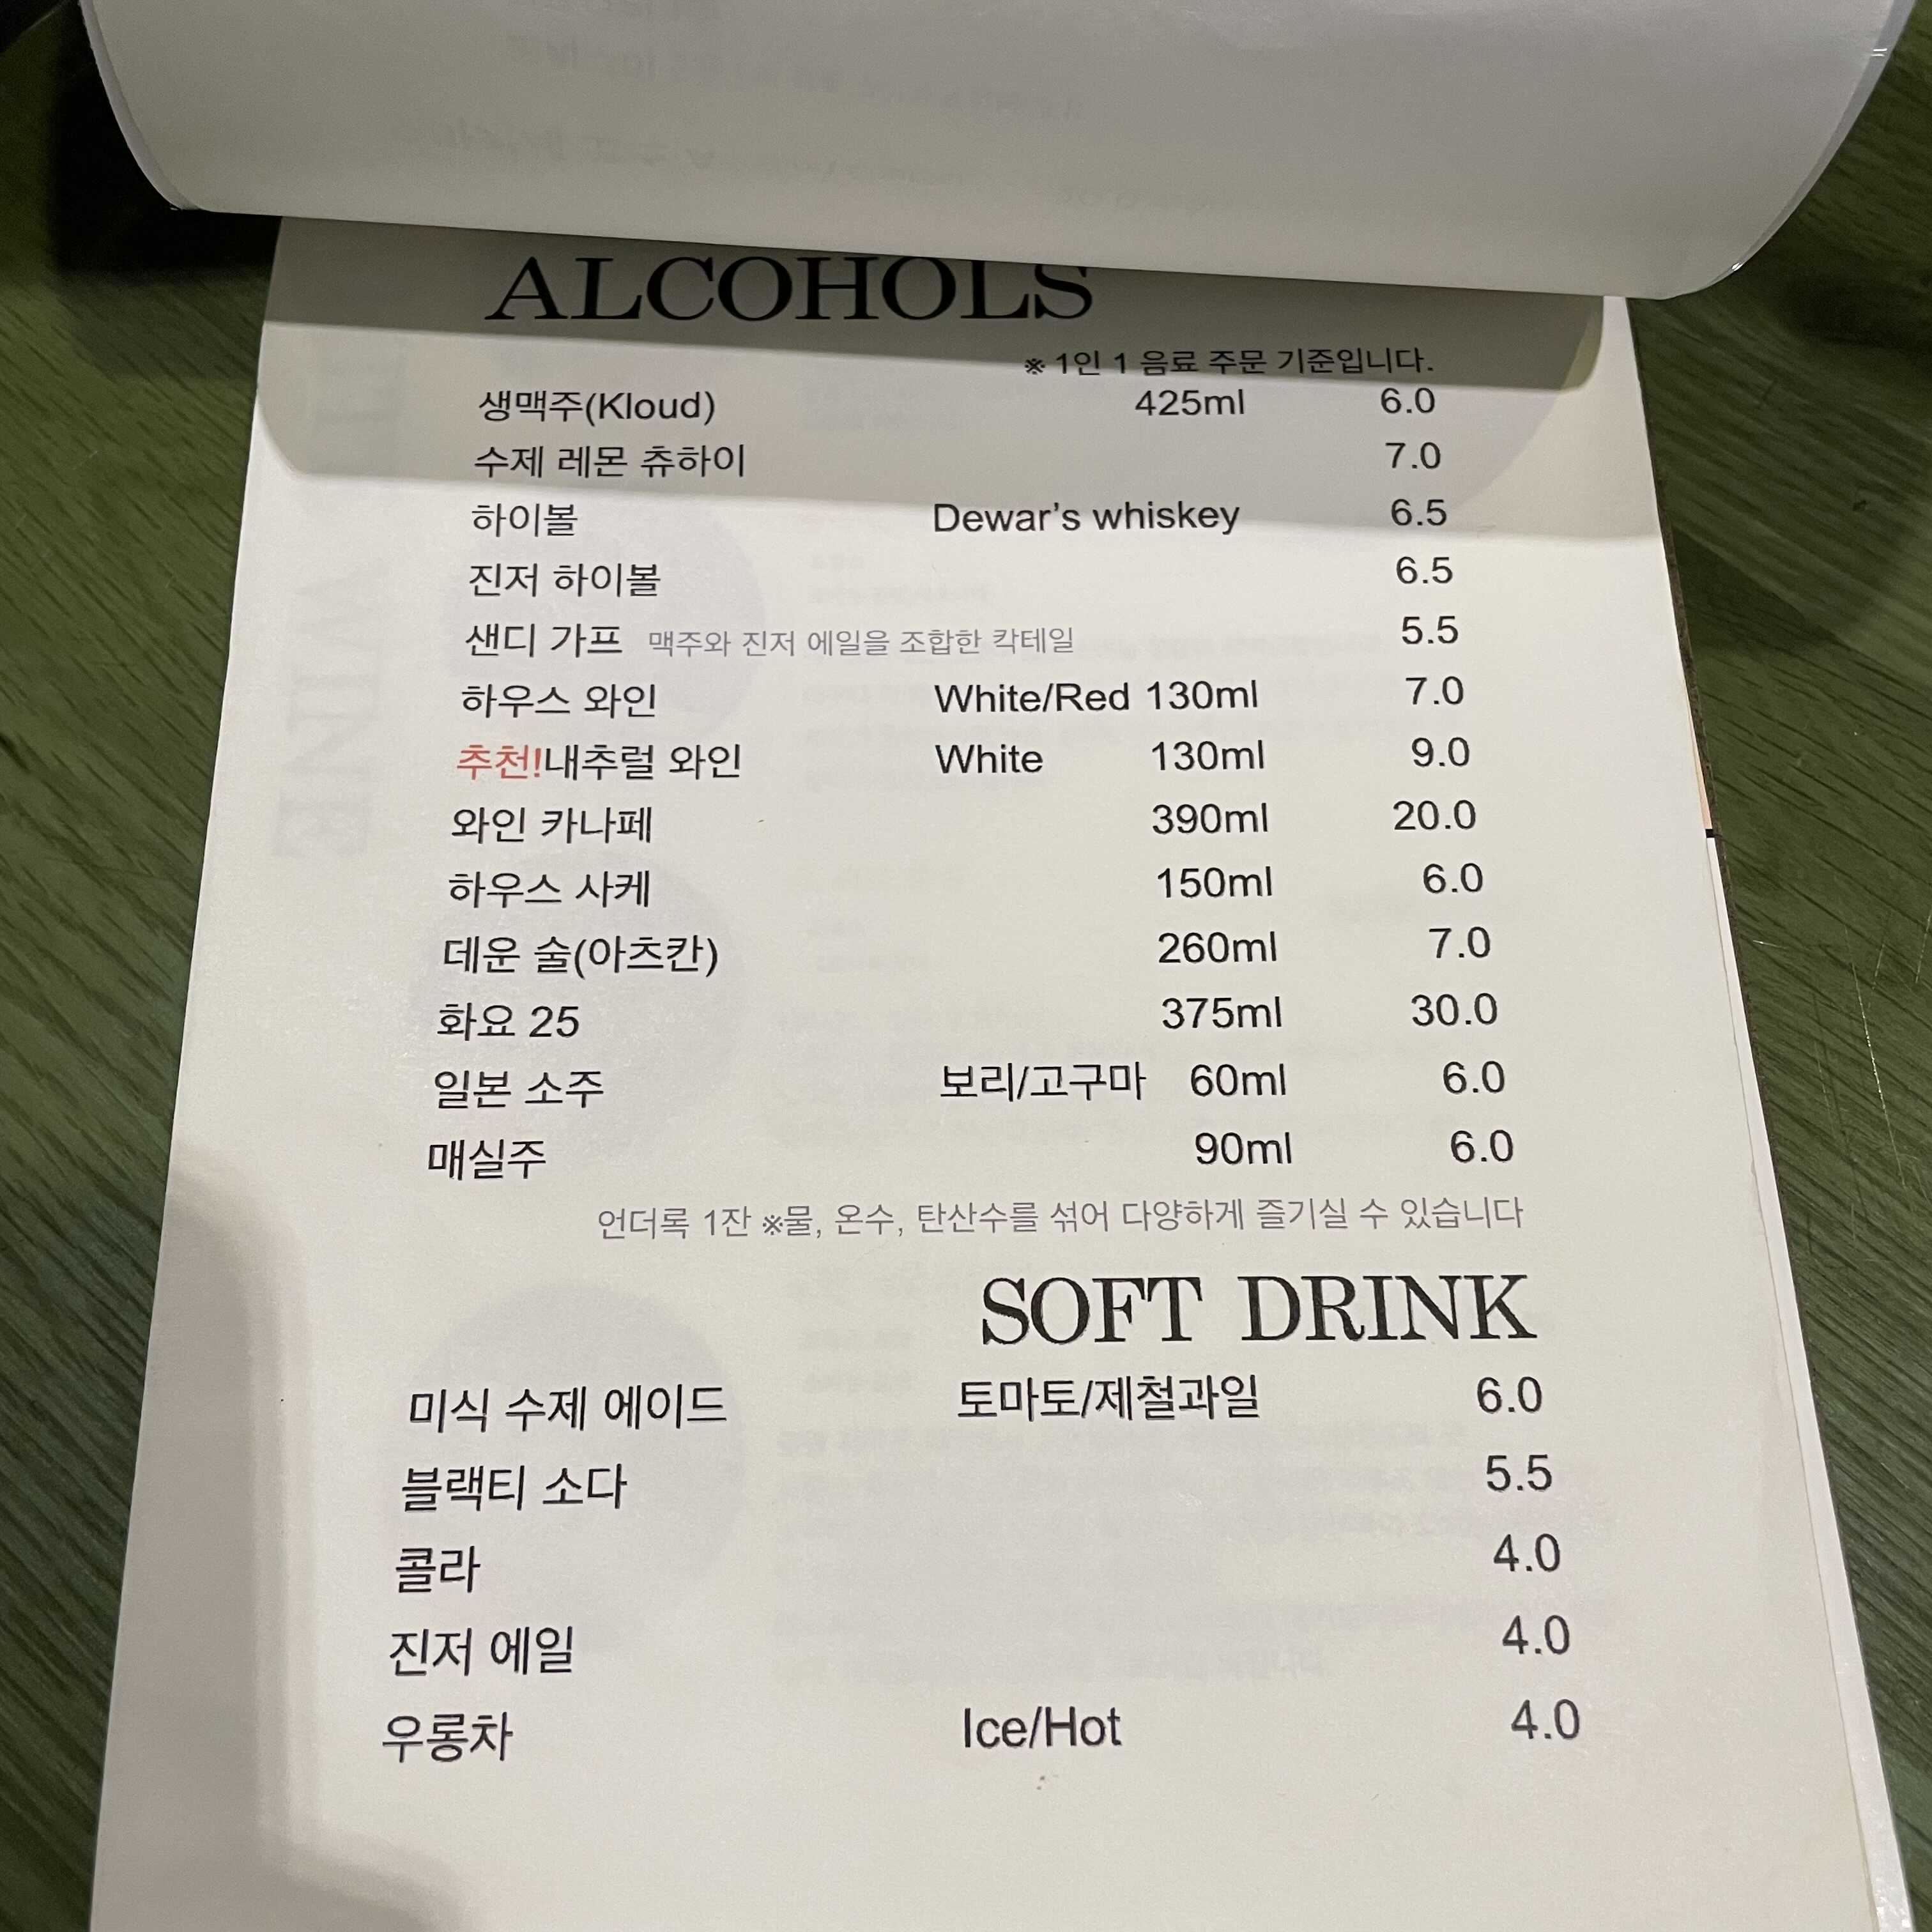 ALCOHOLS
※ 1인 1 음료 주문 기준입니다.
생맥주(Kloud) 425ml 6.0
수제 레몬 츄하이 7.0
하이볼 Dewar's whiskey 6.5
진저 하이볼 6.5
샌디 가프 맥주와 진저 에일을 조합한 칵테일 5.5
하우스 와인 White/Red 130ml 7.0
추천!내추럴 와인 White 130ml 9.0
와인 카나페 390ml 20.0
하우스 사케 150ml 6.0
데운 술(아츠칸) 260ml 7.0
화요 25 375ml 30.0
일본 소주 보리/고구마 60ml 6.0
매실주 90ml 6.0
언더록 1잔 ※물, 온수, 탄산수를 섞어 다양하게 즐기실 수 있습니다
SOFT DRINK
미식 수제 에이드 토마토/제철과일 6.0
블랙티 소다 5.5
콜라 4.0
진저 에일 4.0
우롱차 Ice/Hot 4.0